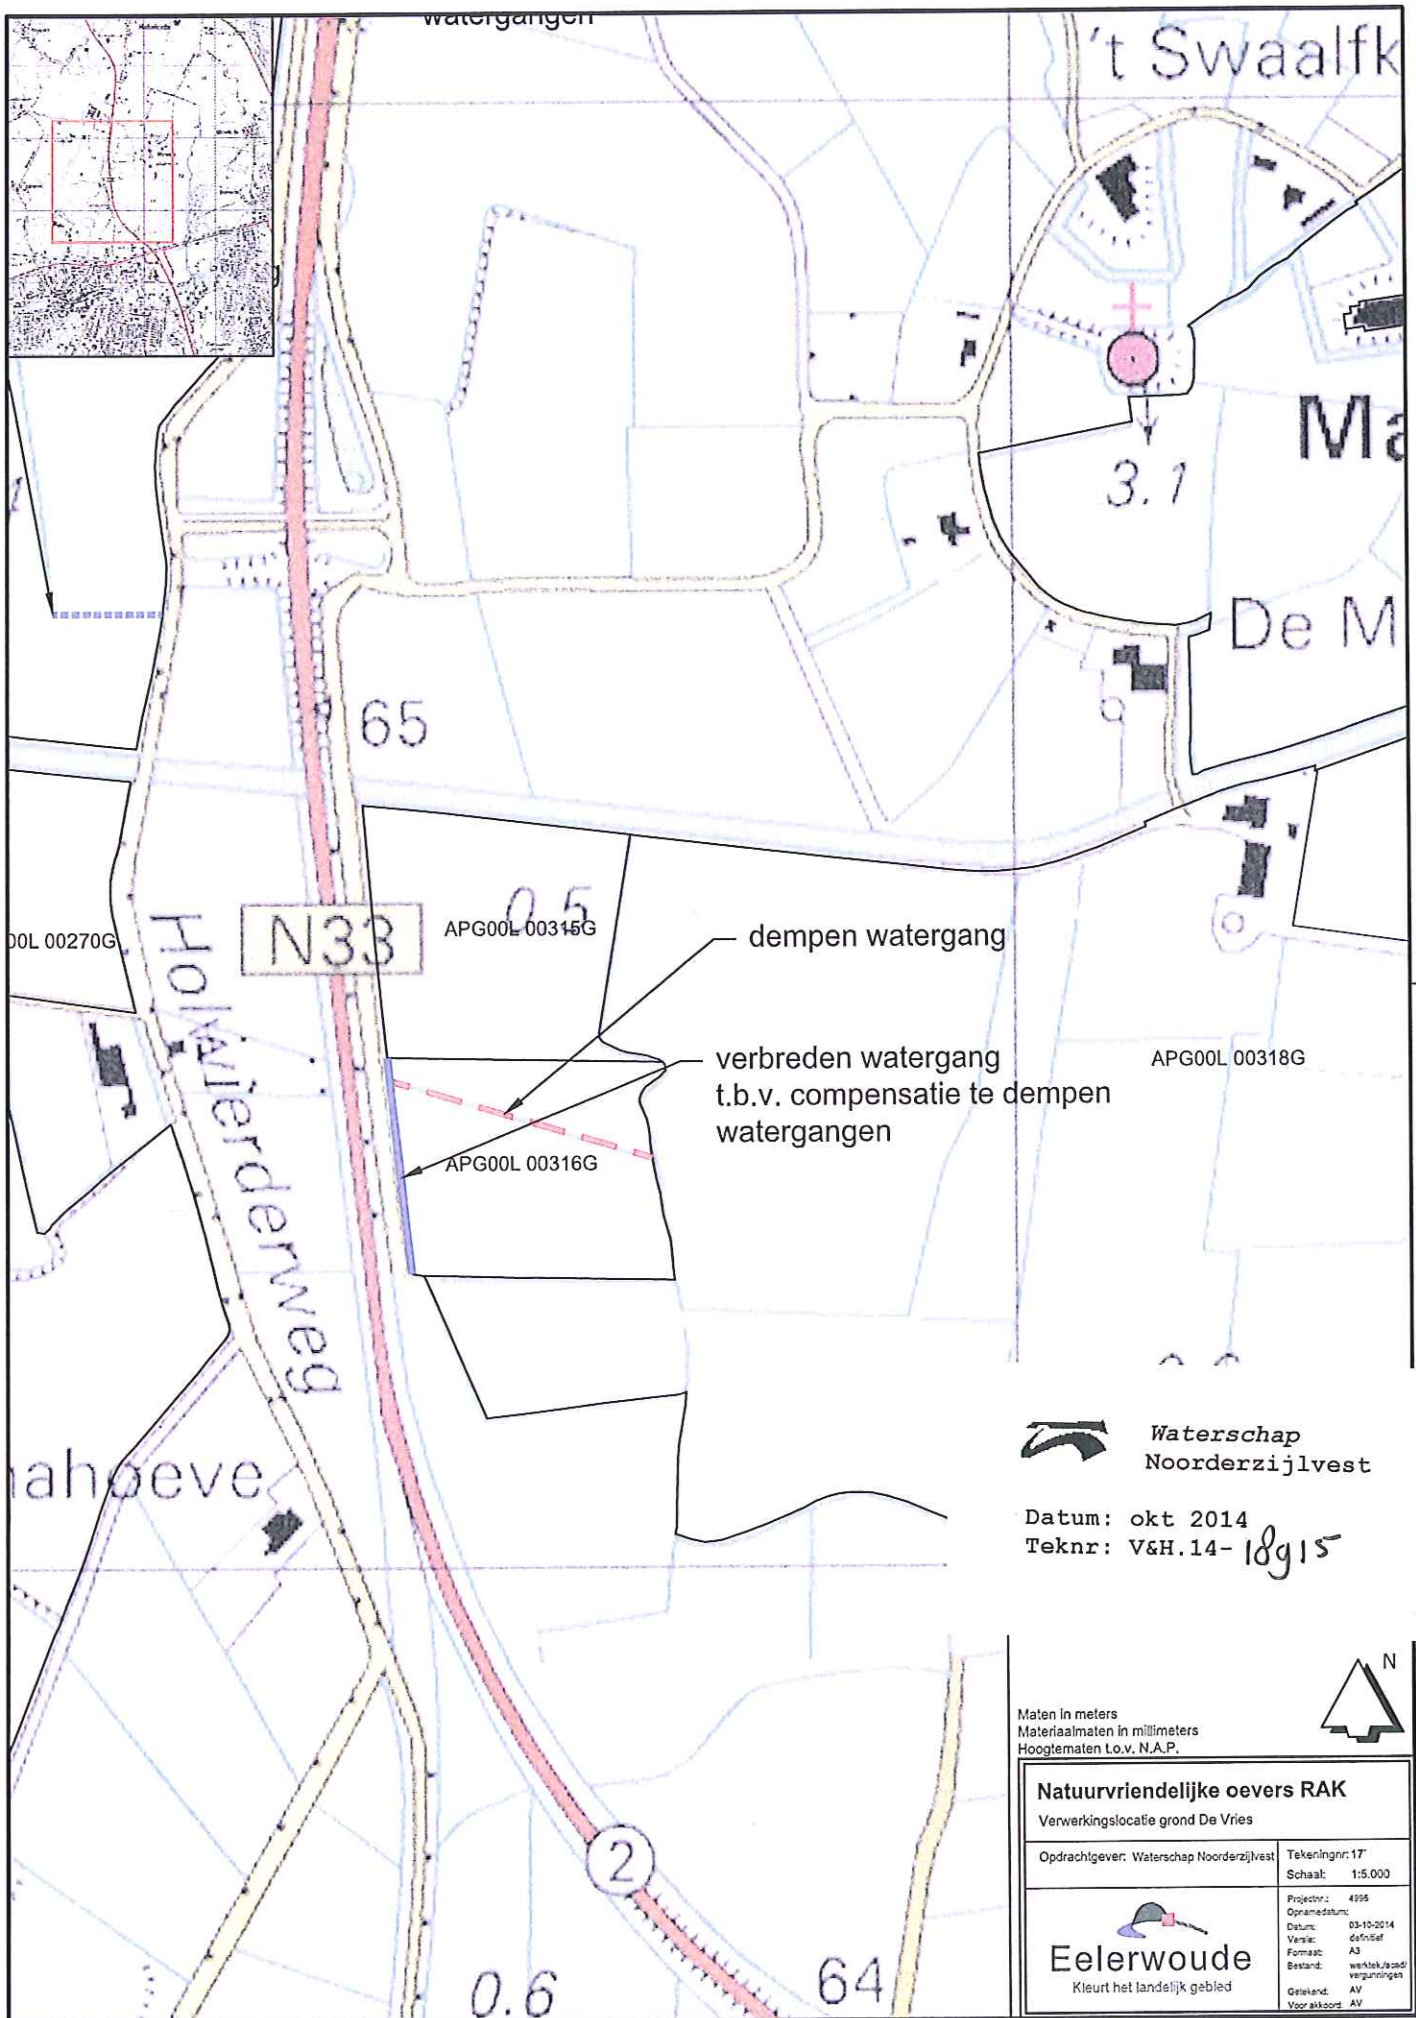 watergangen
't Swaalfk
Ma
3.1
De M
65
0.5
APG00L 00315G
N33
00L 00270G
dempen watergang
Holwierderweg
verbreden watergang
t.b.v. compensatie te dempen
watergangen
APG00L 00318G
APG00L 00316G
Waterschap
Noorderzijlvest
Datum: okt 2014
Teknr: V&H.14-18915
ahoeve
N
Maten in meters
Materiaalmaten in millimeters
Hoogtematen t.o.v. N.A.P.
Natuurvriendelijke oevers RAK
Verwerkingslocatie grond De Vries
Opdrachtgever: Waterschap Noorderzijlvest
Tekeningnr: 17
Schaal: 1:5.000
Projectnr.: 4995
Opnamedatum:
Datum: 03-10-2014
Versie: definitief
Formaat: A3
Bestand: werktek./acad/
vergunningen
Getekend: AV
Voor akkoord: AV
Eelerwoude
Kleurt het landelijk gebied
2
0.6
64